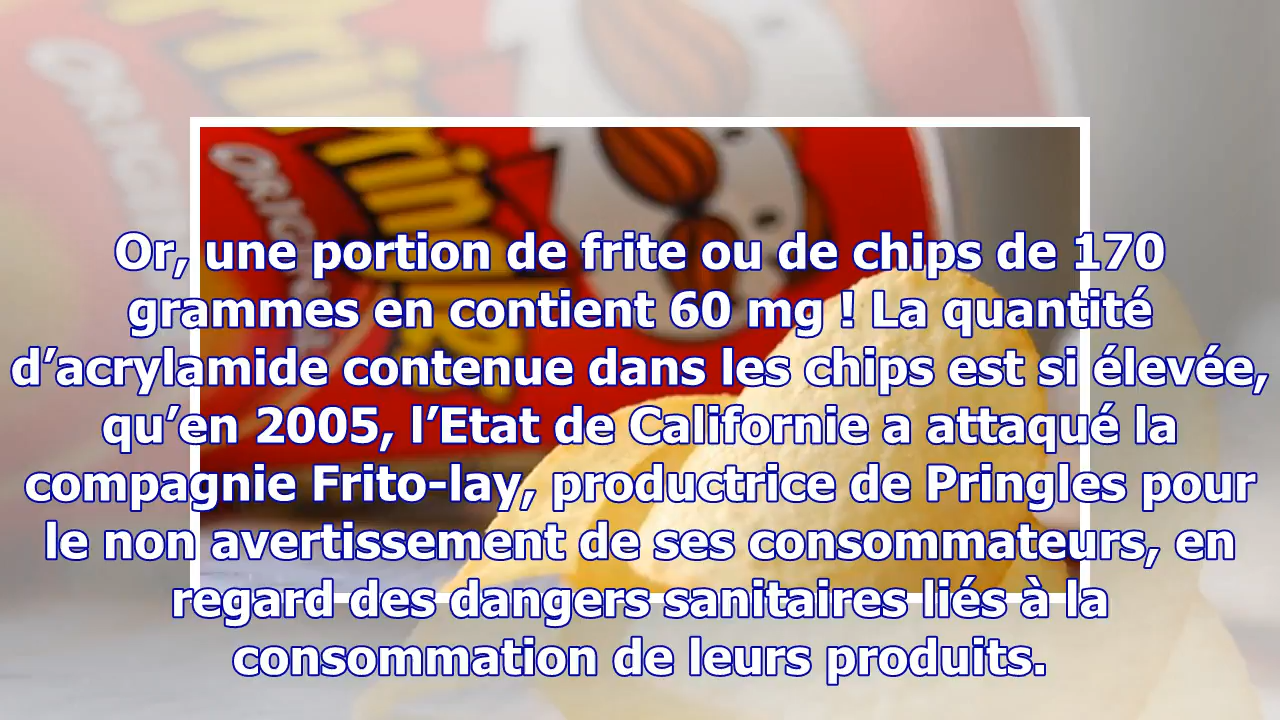 ORIGINAL
Pringles
Or, une portion de frite ou de chips de 170
grammes en contient 60 mg ! La quantité
d’acrylamide contenue dans les chips est si élevée,
qu’en 2005, l’Etat de Californie a attaqué la
compagnie Frito-lay, productrice de Pringles pour
le non avertissement de ses consommateurs, en
regard des dangers sanitaires liés à la
consommation de leurs produits.